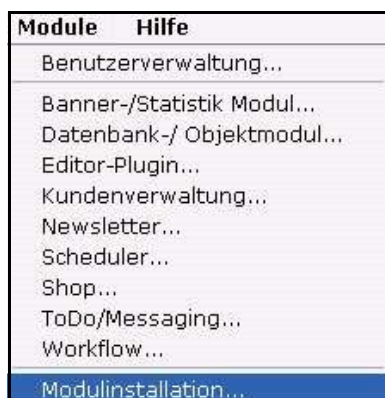 Module Hilfe
Benutzerverwaltung...
Banner-/Statistik Modul...
Datenbank-/ Objektmodul...
Editor-Plugin...
Kundenverwaltung...
Newsletter...
Scheduler...
Shop...
ToDo/Messaging...
Workflow...
Modulinstallation...